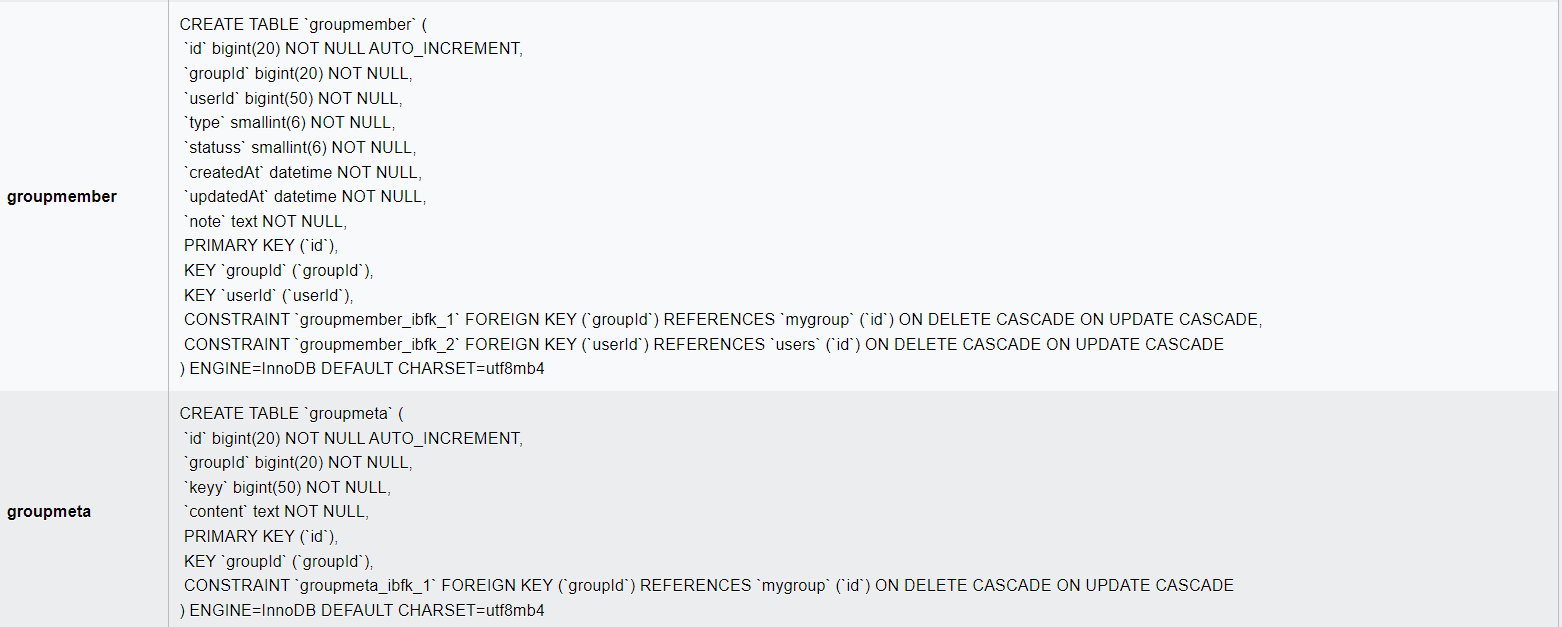 groupmember
CREATE TABLE `groupmember` (
`id` bigint(20) NOT NULL AUTO_INCREMENT,
`groupId` bigint(20) NOT NULL,
`userId` bigint(50) NOT NULL,
`type` smallint(6) NOT NULL,
`statuss` smallint(6) NOT NULL,
`createdAt` datetime NOT NULL,
`updatedAt` datetime NOT NULL,
`note` text NOT NULL,
PRIMARY KEY (`id`),
KEY `groupId` (`groupId`),
KEY `userId` (`userId`),
CONSTRAINT `groupmember_ibfk_1` FOREIGN KEY (`groupId`) REFERENCES `mygroup` (`id`) ON DELETE CASCADE ON UPDATE CASCADE,
CONSTRAINT `groupmember_ibfk_2` FOREIGN KEY (`userId`) REFERENCES `users` (`id`) ON DELETE CASCADE ON UPDATE CASCADE
) ENGINE=InnoDB DEFAULT CHARSET=utf8mb4
groupmeta
CREATE TABLE `groupmeta` (
`id` bigint(20) NOT NULL AUTO_INCREMENT,
`groupId` bigint(20) NOT NULL,
`keyy` bigint(50) NOT NULL,
`content` text NOT NULL,
PRIMARY KEY (`id`),
KEY `groupId` (`groupId`),
CONSTRAINT `groupmeta_ibfk_1` FOREIGN KEY (`groupId`) REFERENCES `mygroup` (`id`) ON DELETE CASCADE ON UPDATE CASCADE
) ENGINE=InnoDB DEFAULT CHARSET=utf8mb4